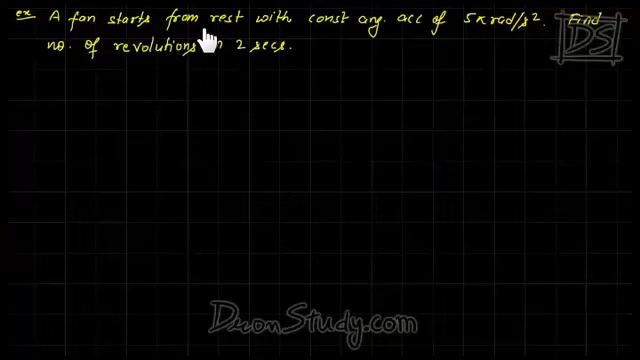 ex A fan starts from rest with const ang. acc of 5π rad/s². Find
no. of revolutions 2 secs.
DS
DronStudy.com